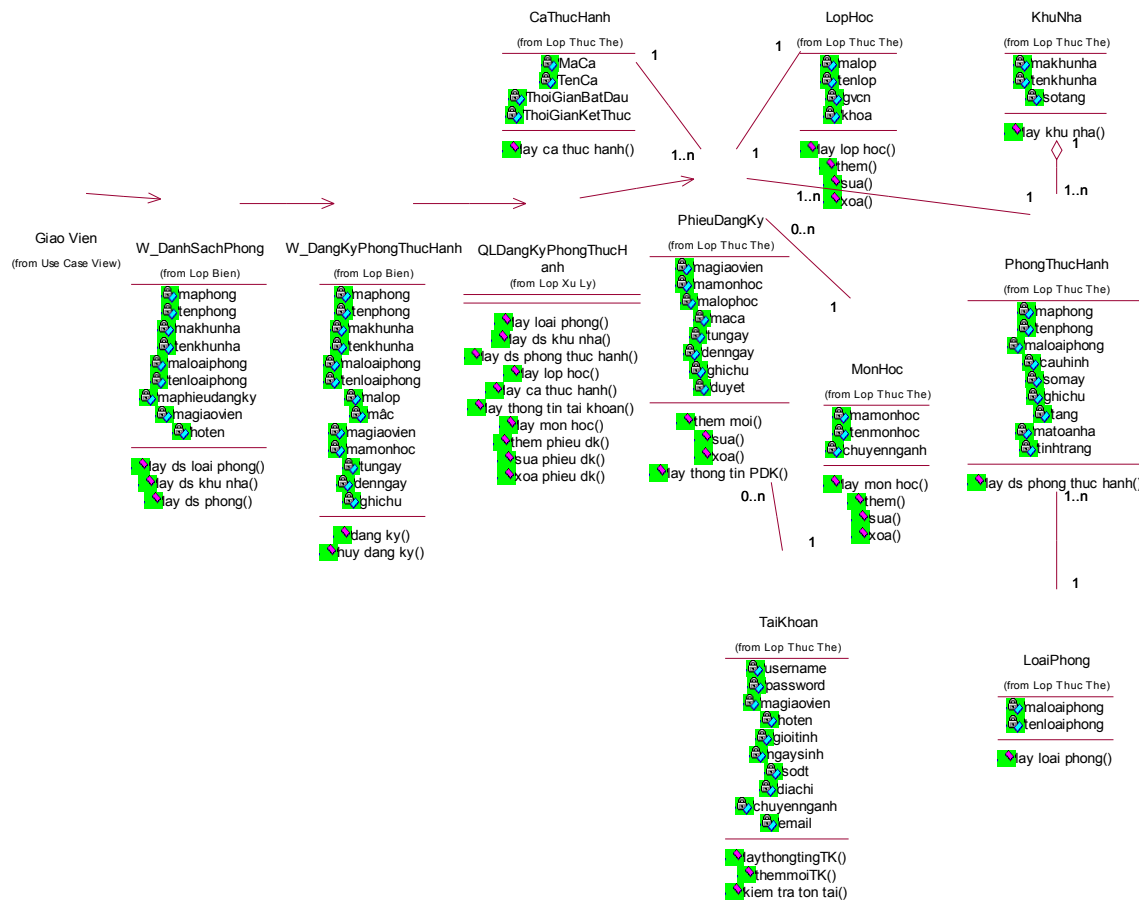 CaThucHanh
(from Lop Thuc The)
MaCa
TenCa
ThoiGianBatDau
ThoiGianKetThuc
lay ca thuc hanh()
1
1..n
LopHoc
(from Lop Thuc The)
malop
tenlop
gvcn
khoa
lay lop hoc()
them()
sua()
xoa()
1
1
1..n
KhuNha
(from Lop Thuc The)
makhunha
tenkhunha
sotang
lay khu nha()
1
1..n
1
Giao Vien
(from Use Case View)
W_DanhSachPhong
(from Lop Bien)
maphong
tenphong
makhunha
tenkhunha
maloaiphong
tenloaiphong
maphieudangky
magiaovien
hoten
lay ds loai phong()
lay ds khu nha()
lay ds phong()
W_DangKyPhongThucHanh
(from Lop Bien)
maphong
tenphong
makhunha
tenkhunha
maloaiphong
tenloaiphong
malop
mâc
magiaovien
mamonhoc
tungay
denngay
ghichu
dang ky()
huy dang ky()
QLDangKyPhongThucH
anh
(from Lop Xu Ly)
lay loai phong()
lay ds khu nha()
lay ds phong thuc hanh()
lay lop hoc()
lay ca thuc hanh()
lay thong tin tai khoan()
lay mon hoc()
them phieu dk()
sua phieu dk()
xoa phieu dk()
PhieuDangKy
(from Lop Thuc The)
magiaovien
mamonhoc
malophoc
maca
tungay
denngay
ghichu
duyet
them moi()
sua()
xoa()
lay thong tin PDK()
0..n
1
0..n
1
MonHoc
(from Lop Thuc The)
mamonhoc
tenmonhoc
chuyennganh
lay mon hoc()
them()
sua()
xoa()
PhongThucHanh
(from Lop Thuc The)
maphong
tenphong
maloaiphong
cauhinh
somay
ghichu
tang
matoanha
tinhtrang
lay ds phong thuc hanh()
1..n
1
TaiKhoan
(from Lop Thuc The)
username
password
magiaovien
hoten
gioitinh
ngaysinh
sodt
diachi
chuyennganh
email
laythongtingTK()
themmoiTK()
kiem tra ton tai()
LoaiPhong
(from Lop Thuc The)
maloaiphong
tenloaiphong
lay loai phong()